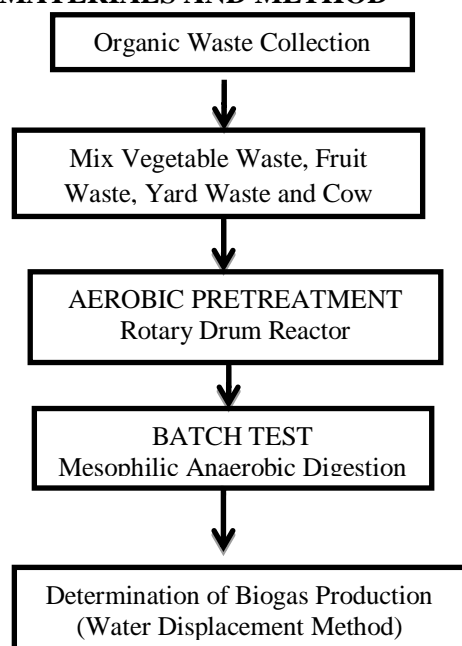 MATERIALS AND METHOD
Organic Waste Collection
Mix Vegetable Waste, Fruit
Waste, Yard Waste and Cow
AEROBIC PRETREATMENT
Rotary Drum Reactor
BATCH TEST
Mesophilic Anaerobic Digestion
Determination of Biogas Production
(Water Displacement Method)